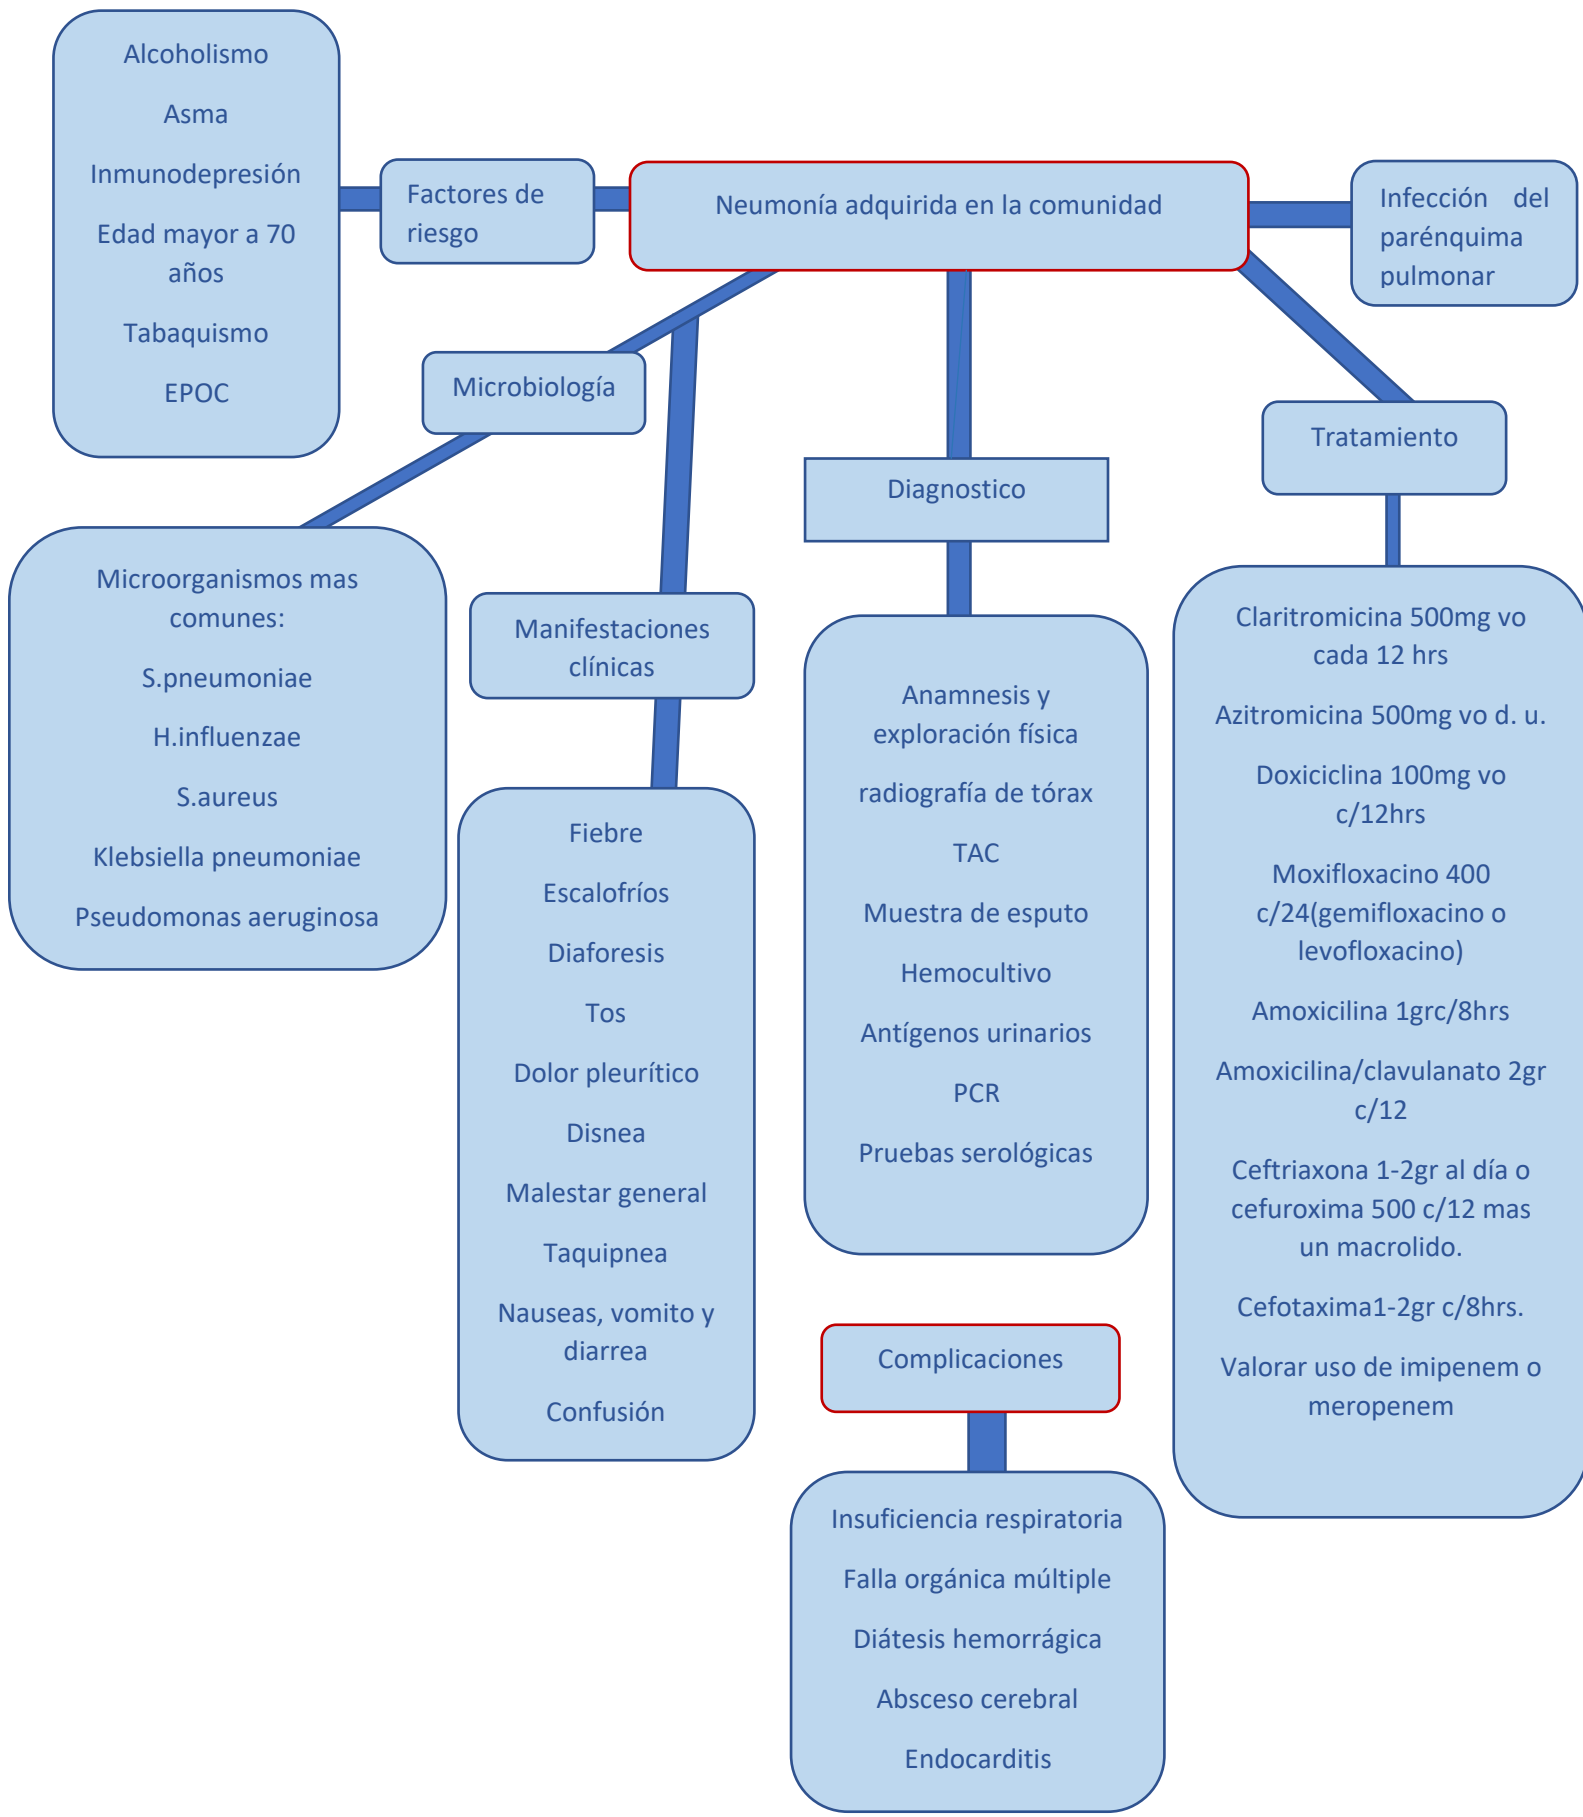 Alcoholismo
Asma
Inmunodepresión
Edad mayor a 70
años
Tabaquismo
EPOC
Factores de
riesgo
Neumonía adquirida en la comunidad
Infección del
parénquima
pulmonar
Microbiología
Microorganismos mas
comunes:
S.pneumoniae
H.influenzae
S.aureus
Klebsiella pneumoniae
Pseudomonas aeruginosa
Manifestaciones
clínicas
Fiebre
Escalofríos
Diaforesis
Tos
Dolor pleurítico
Disnea
Malestar general
Taquipnea
Nauseas, vomito y
diarrea
Confusión
Diagnostico
Anamnesis y
exploración física
radiografía de tórax
TAC
Muestra de esputo
Hemocultivo
Antígenos urinarios
PCR
Pruebas serológicas
Tratamiento
Claritromicina 500mg vo
cada 12 hrs
Azitromicina 500mg vo d. u.
Doxiciclina 100mg vo
c/12hrs
Moxifloxacino 400
c/24(gemifloxacino o
levofloxacino)
Amoxicilina 1grc/8hrs
Amoxicilina/clavulanato 2gr
c/12
Ceftriaxona 1-2gr al día o
cefuroxima 500 c/12 mas
un macrolido.
Cefotaxima1-2gr c/8hrs.
Valorar uso de imipenem o
meropenem
Complicaciones
Insuficiencia respiratoria
Falla orgánica múltiple
Diátesis hemorrágica
Absceso cerebral
Endocarditis